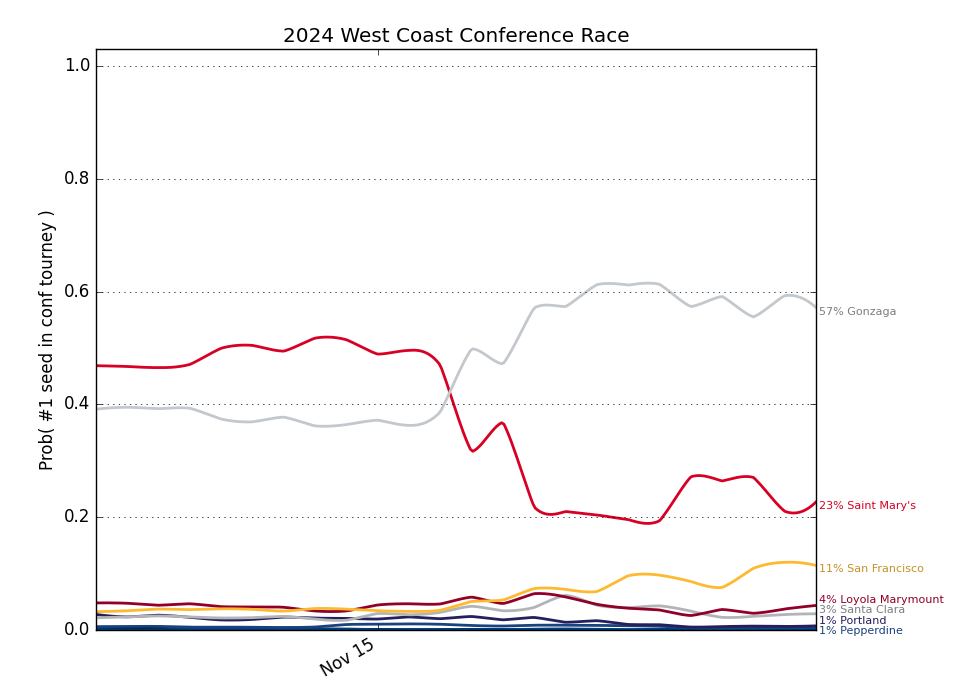 2024 West Coast Conference Race
Prob( #1 seed in conf tourney )
1.0
0.8
0.6
0.4
0.2
0.0
Nov 15
57% Gonzaga
23% Saint Mary's
11% San Francisco
4% Loyola Marymount
3% Santa Clara
1% Portland
1% Pepperdine